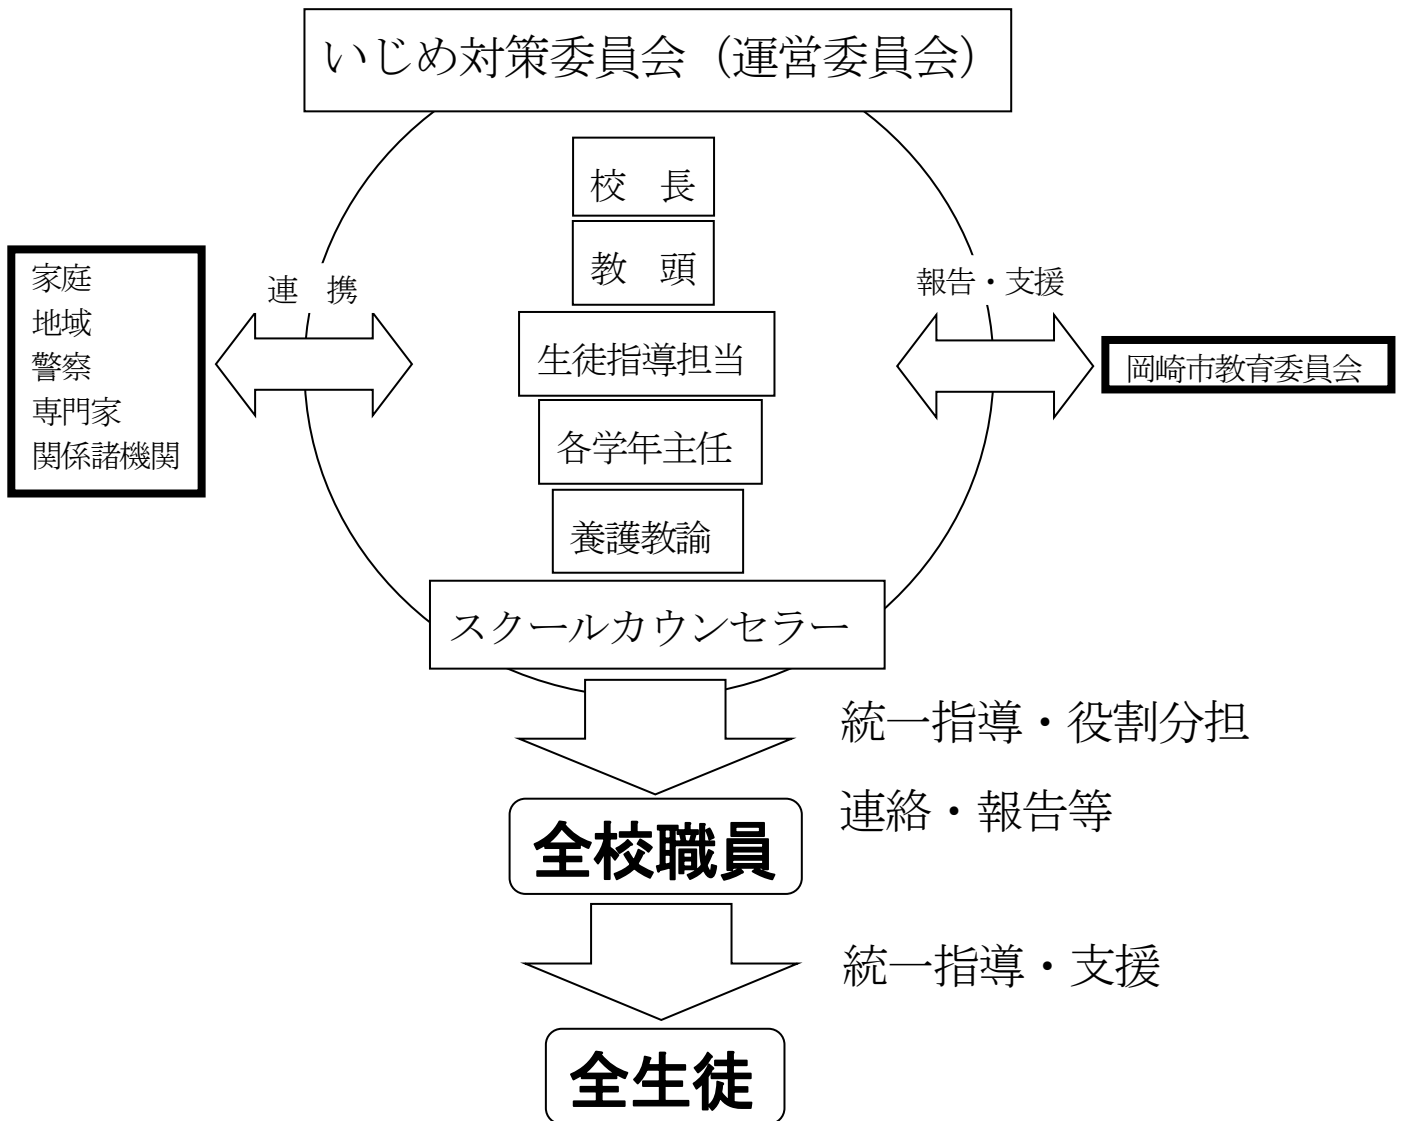 いじめ対策委員会（運営委員会）
校　長
教　頭
生徒指導担当
各学年主任
養護教諭
スクールカウンセラー
連　携
家庭
地域
警察
専門家
関係諸機関
報告・支援
岡崎市教育委員会
統一指導・役割分担
連絡・報告等
全校職員
統一指導・支援
全生徒